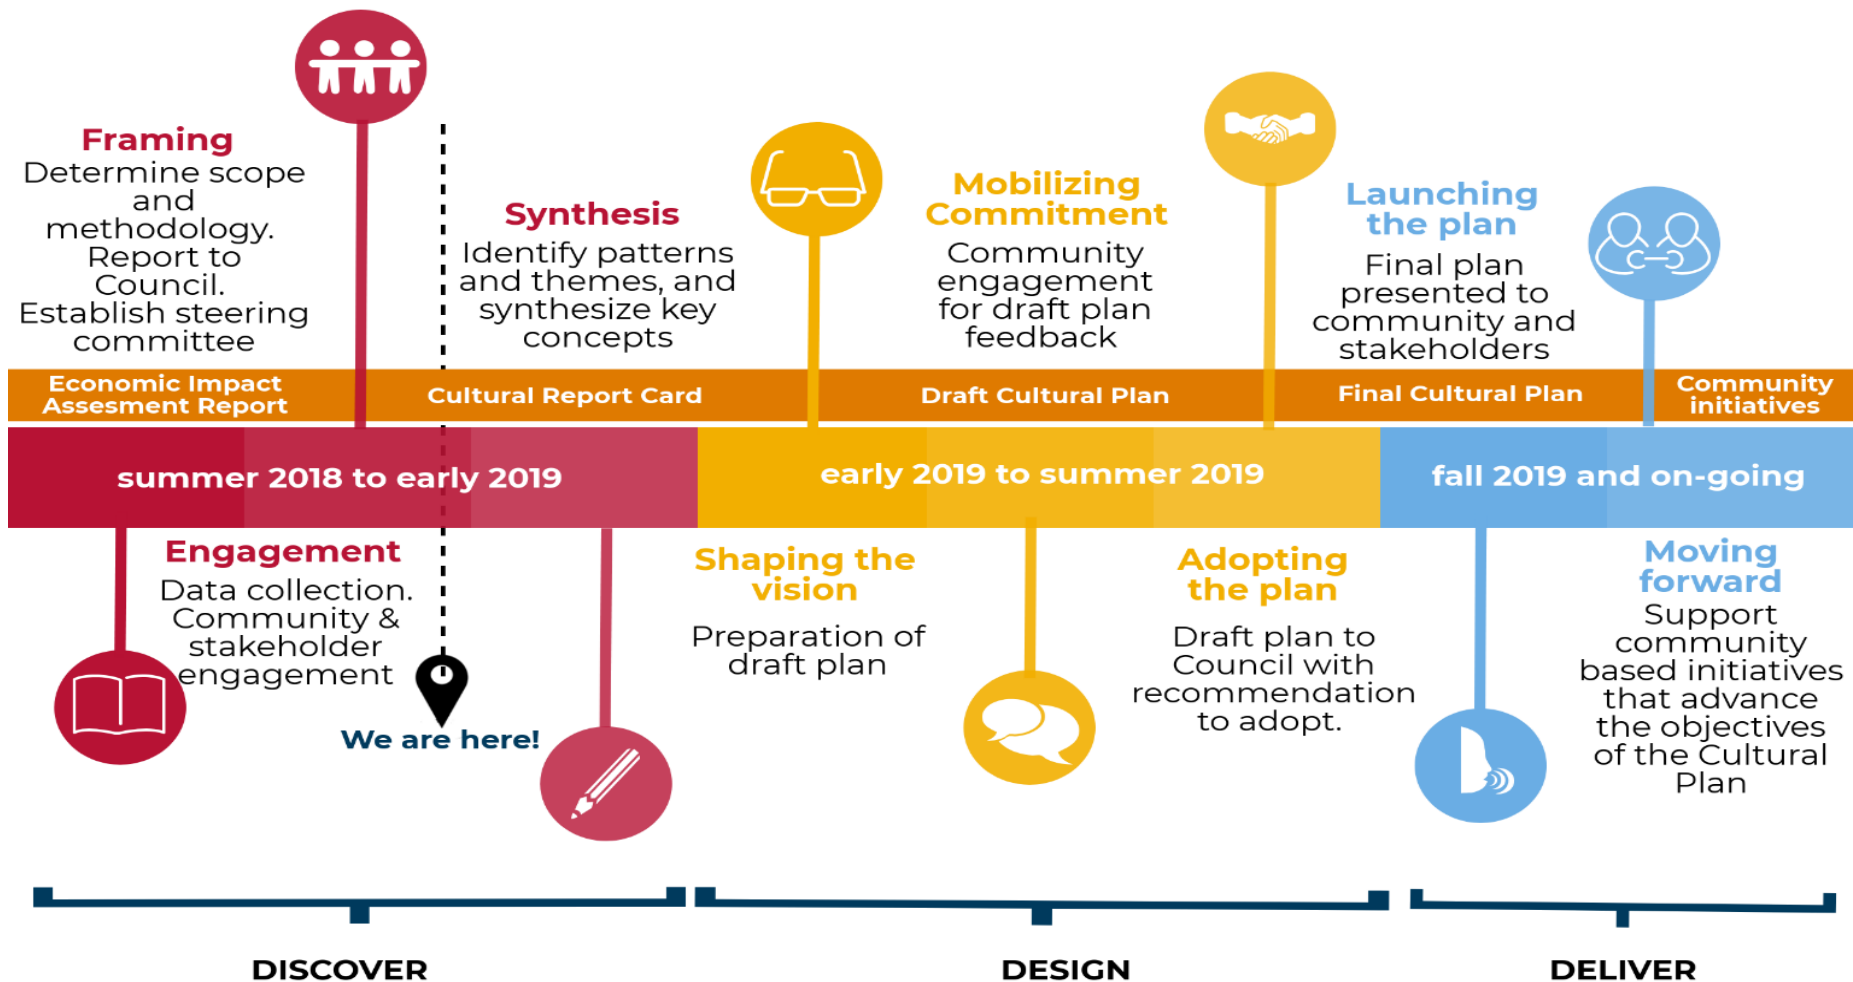 Framing
Determine scope
and
methodology.
Report to
Council.
Establish steering
committee
Synthesis
Identify patterns
and themes, and
synthesize key
concepts
Mobilizing
Commitment
Community
engagement
for draft plan
feedback
Launching
the plan
Final plan
presented to
community and
stakeholders
Economic Impact
Assesment Report
Cultural Report Card
Draft Cultural Plan
Final Cultural Plan
Community
initiatives
summer 2018 to early 2019
early 2019 to summer 2019
fall 2019 and on-going
Engagement
Data collection.
Community &
stakeholder
engagement
We are here!
Shaping the
vision
Preparation of
draft plan
Adopting
the plan
Draft plan to
Council with
recommendation
to adopt.
Moving
forward
Support
community
based initiatives
that advance
the objectives
of the Cultural
Plan
DISCOVER
DESIGN
DELIVER